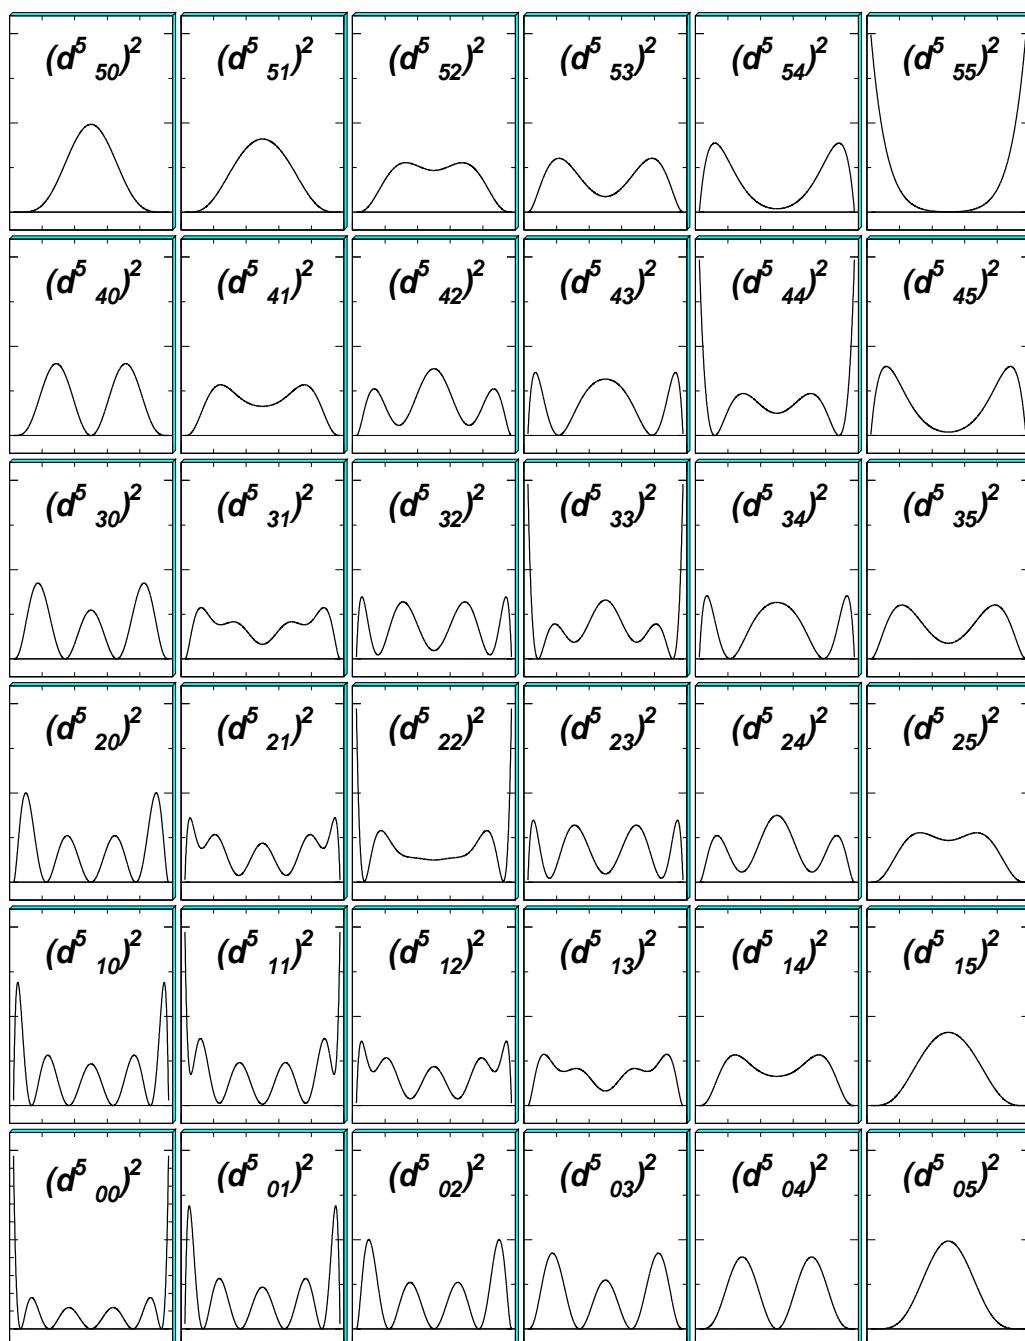 (d⁵ ₅₀)² (d⁵ ₅₁)² (d⁵ ₅₂)² (d⁵ ₅₃)² (d⁵ ₅₄)² (d⁵ ₅₅)²
(d⁵ ₄₀)² (d⁵ ₄₁)² (d⁵ ₄₂)² (d⁵ ₄₃)² (d⁵ ₄₄)² (d⁵ ₄₅)²
(d⁵ ₃₀)² (d⁵ ₃₁)² (d⁵ ₃₂)² (d⁵ ₃₃)² (d⁵ ₃₄)² (d⁵ ₃₅)²
(d⁵ ₂₀)² (d⁵ ₂₁)² (d⁵ ₂₂)² (d⁵ ₂₃)² (d⁵ ₂₄)² (d⁵ ₂₅)²
(d⁵ ₁₀)² (d⁵ ₁₁)² (d⁵ ₁₂)² (d⁵ ₁₃)² (d⁵ ₁₄)² (d⁵ ₁₅)²
(d⁵ ₀₀)² (d⁵ ₀₁)² (d⁵ ₀₂)² (d⁵ ₀₃)² (d⁵ ₀₄)² (d⁵ ₀₅)²